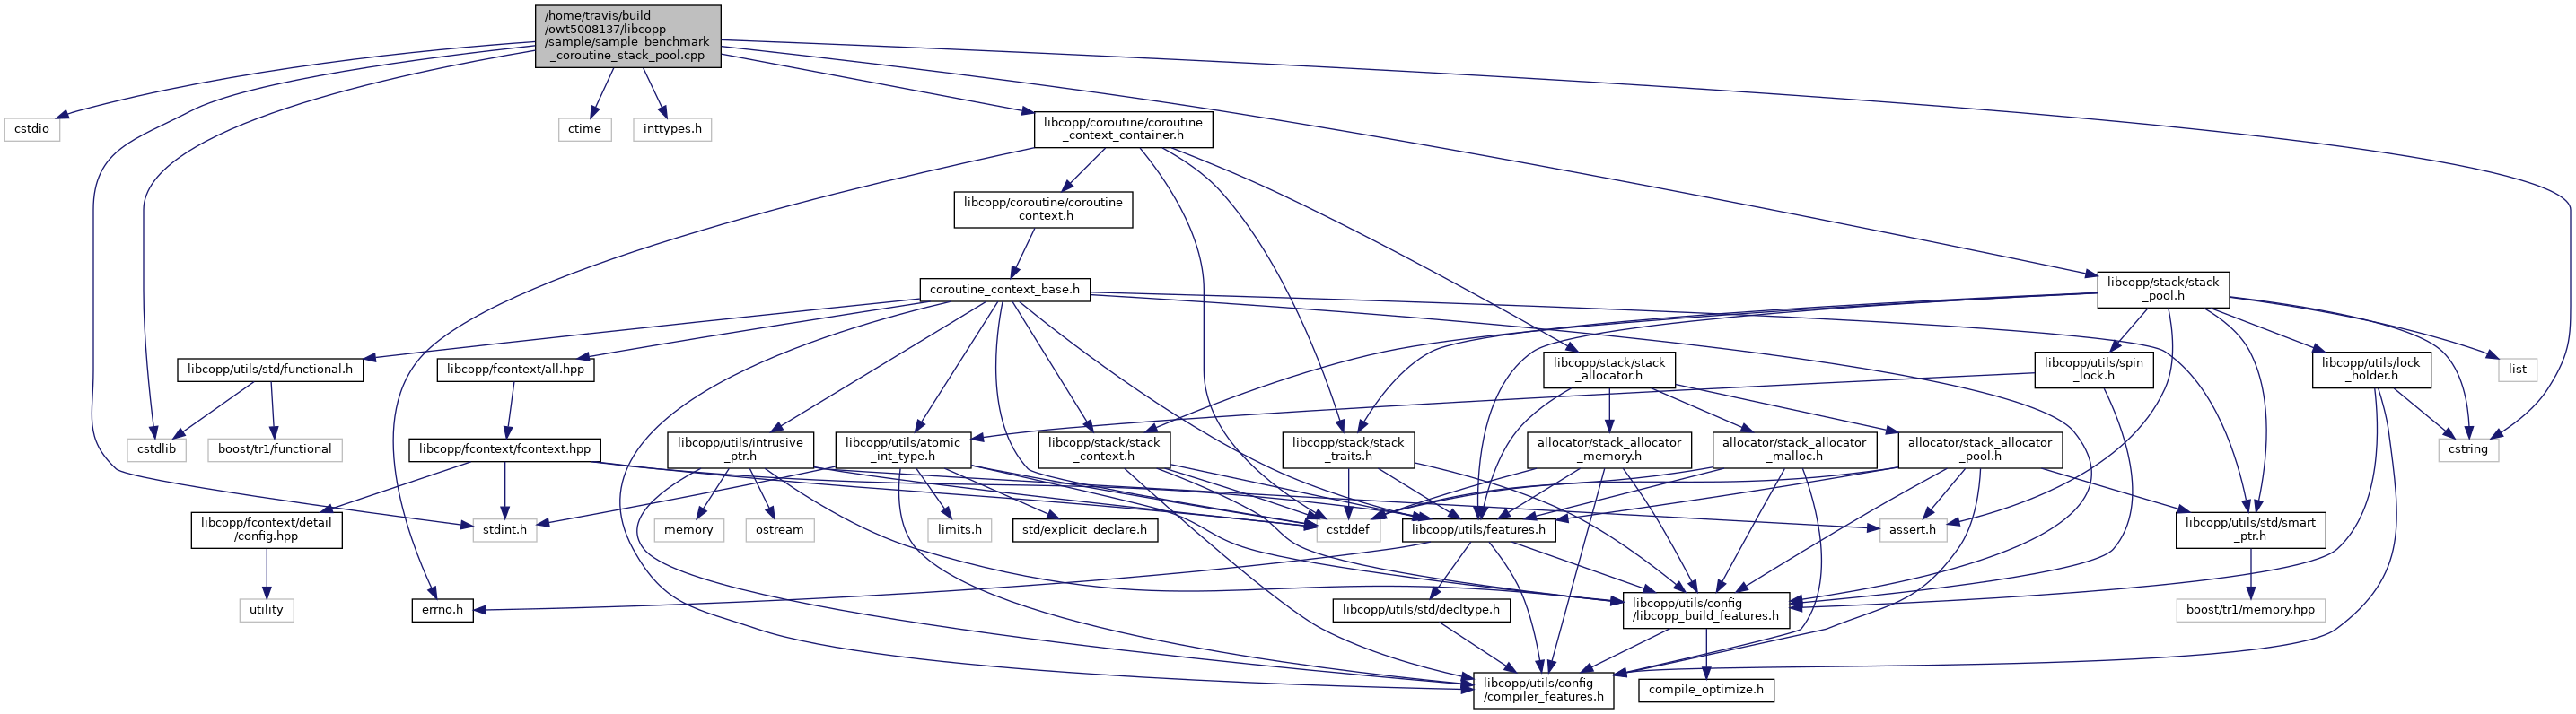 /home/travis/build
/owt5008137/libcopp
/sample/sample_benchmark
_coroutine_stack_pool.cpp
cstdio
ctime
inttypes.h
libcopp/coroutine/coroutine
_context_container.h
libcopp/coroutine/coroutine
_context.h
coroutine_context_base.h
libcopp/stack/stack
_pool.h
libcopp/utils/std/functional.h
libcopp/fcontext/all.hpp
libcopp/stack/stack
_allocator.h
libcopp/utils/spin
_lock.h
libcopp/utils/lock
_holder.h
list
cstdlib
boost/tr1/functional
libcopp/fcontext/fcontext.hpp
libcopp/utils/intrusive
_ptr.h
libcopp/utils/atomic
_int_type.h
libcopp/stack/stack
_context.h
libcopp/stack/stack
_traits.h
allocator/stack_allocator
_memory.h
allocator/stack_allocator
_malloc.h
allocator/stack_allocator
_pool.h
cstring
libcopp/fcontext/detail
/config.hpp
stdint.h
memory
ostream
limits.h
std/explicit_declare.h
cstddef
libcopp/utils/features.h
assert.h
libcopp/utils/std/smart
_ptr.h
utility
errno.h
libcopp/utils/std/decltype.h
libcopp/utils/config
/libcopp_build_features.h
boost/tr1/memory.hpp
libcopp/utils/config
/compiler_features.h
compile_optimize.h